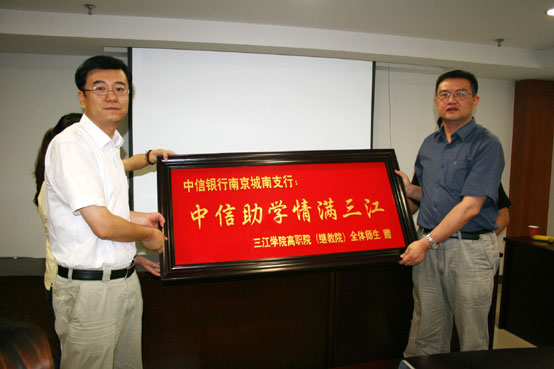 中信银行南京城南支行：
中信助学情满三江
三江学院高职院（继教院）全体师生 赠